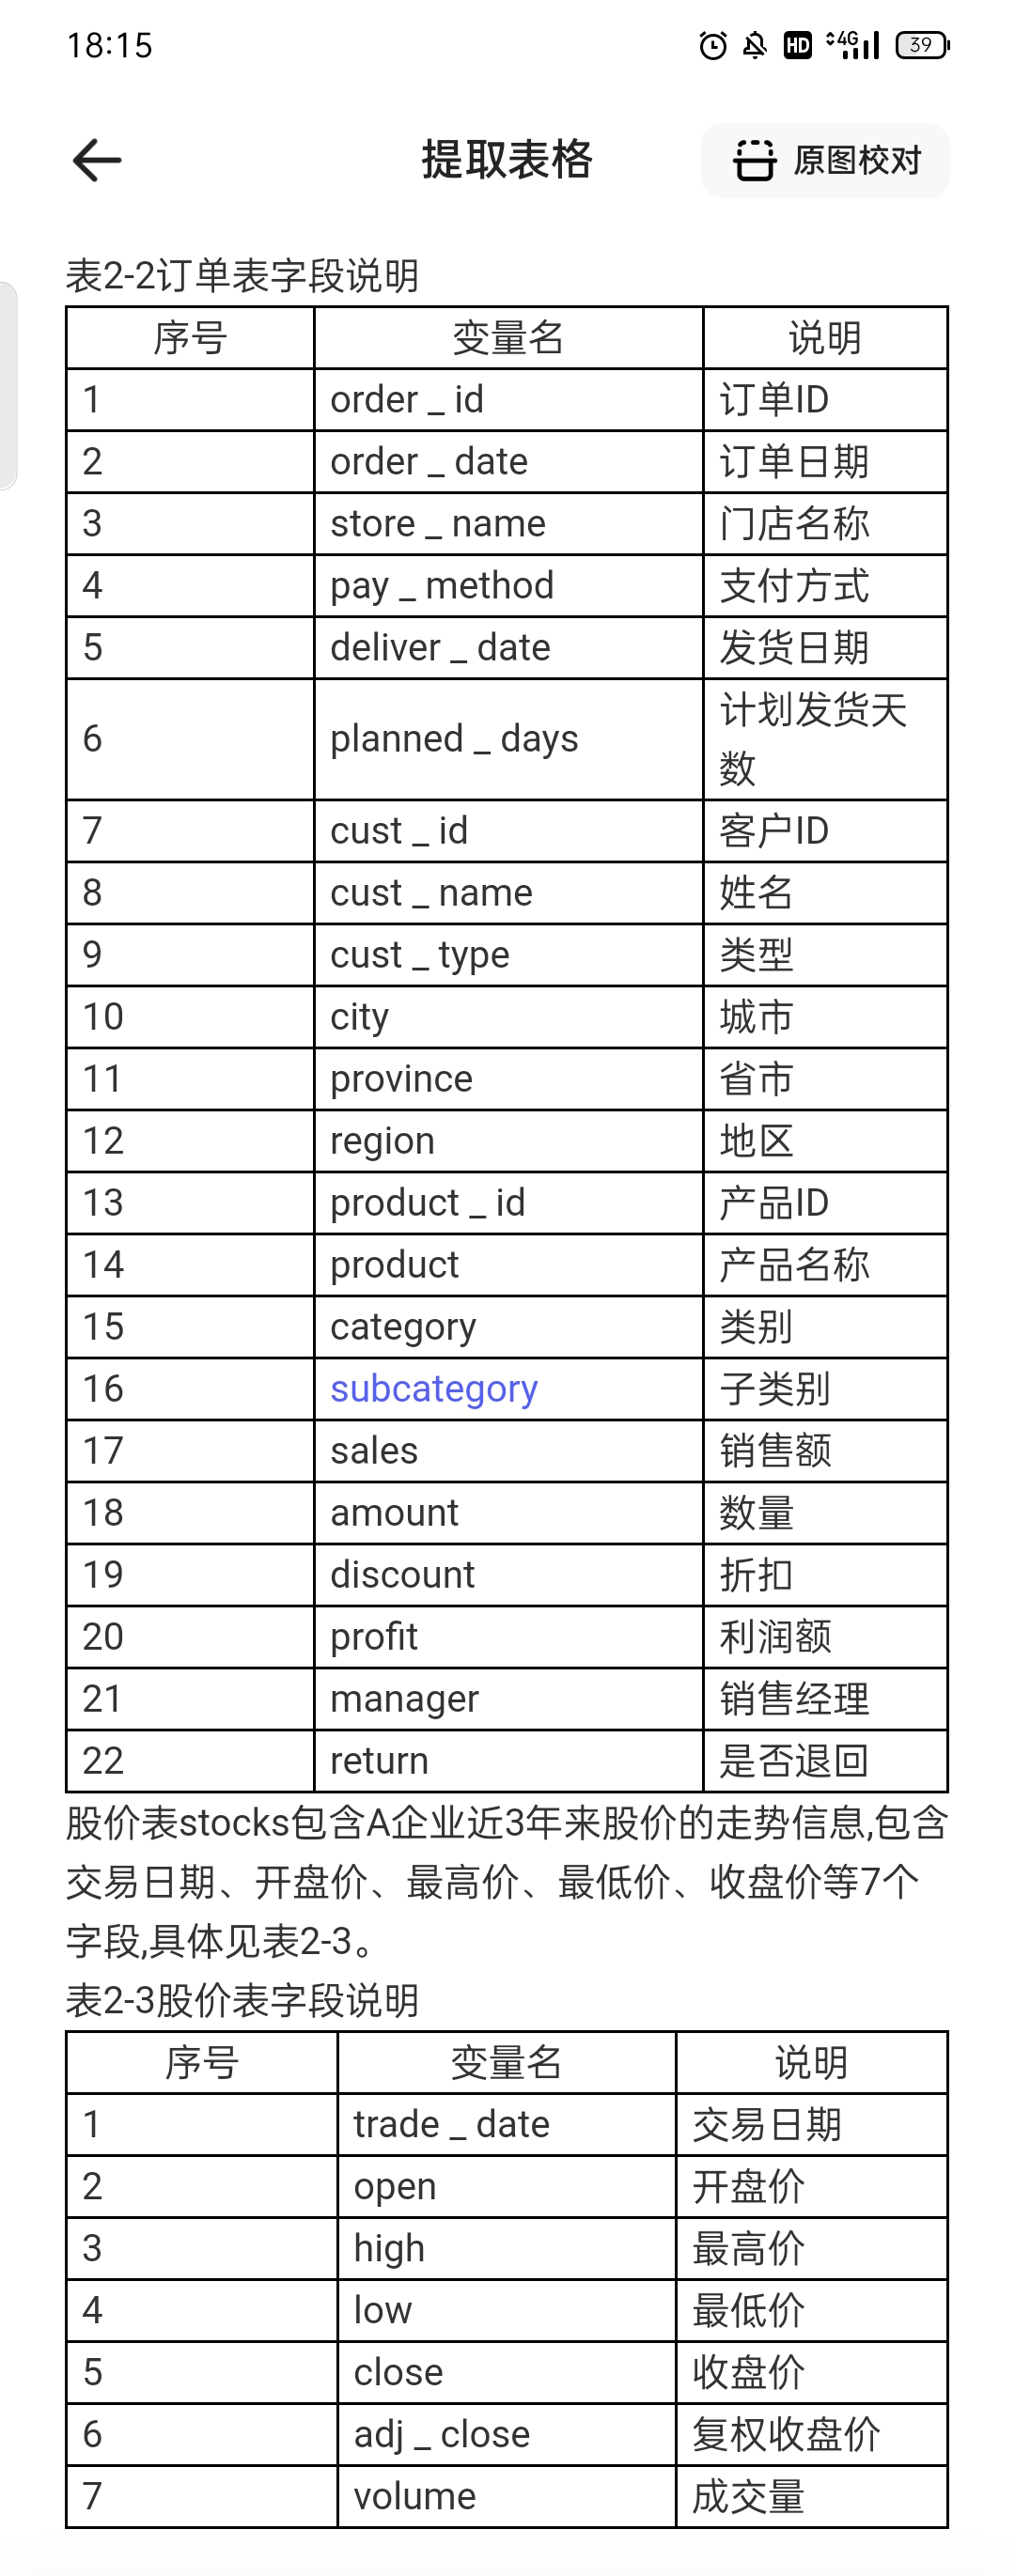 18:15
HD 4G 39
提取表格
原图校对
表2-2订单表字段说明
序号 变量名 说明
1 order _ id 订单ID
2 order _ date 订单日期
3 store _ name 门店名称
4 pay _ method 支付方式
5 deliver _ date 发货日期
6 planned _ days 计划发货天
数
7 cust _ id 客户ID
8 cust _ name 姓名
9 cust _ type 类型
10 city 城市
11 province 省市
12 region 地区
13 product _ id 产品ID
14 product 产品名称
15 category 类别
16 subcategory 子类别
17 sales 销售额
18 amount 数量
19 discount 折扣
20 profit 利润额
21 manager 销售经理
22 return 是否退回
股价表stocks包含A企业近3年来股价的走势信息,包含
交易日期、开盘价、最高价、最低价、收盘价等7个
字段,具体见表2-3。
表2-3股价表字段说明
序号 变量名 说明
1 trade _ date 交易日期
2 open 开盘价
3 high 最高价
4 low 最低价
5 close 收盘价
6 adj _ close 复权收盘价
7 volume 成交量